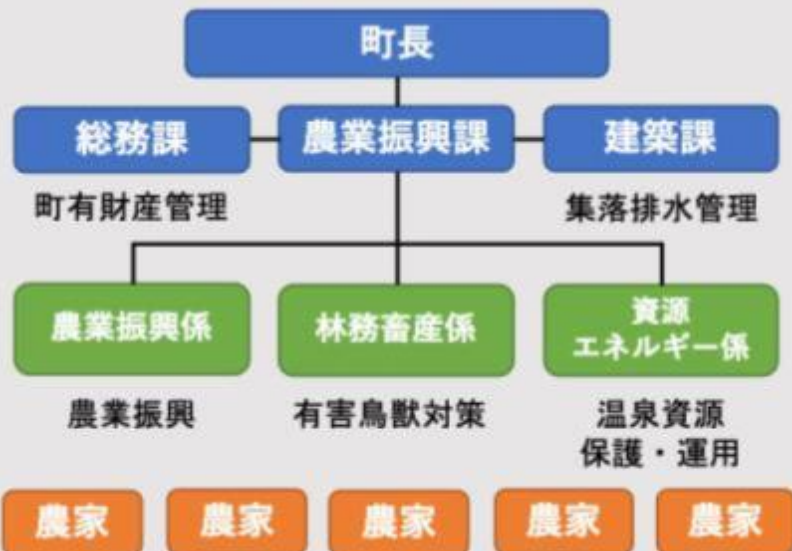 町長
総務課
農業振興課
建築課
町有財産管理
集落排水管理
農業振興係
林務畜産係
資源
エネルギー係
農業振興
有害鳥獣対策
温泉資源
保護・運用
農家
農家
農家
農家
農家